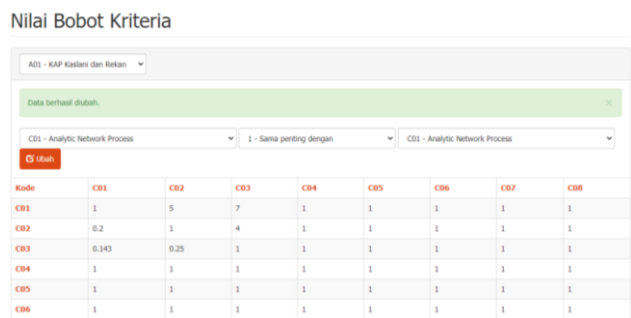 Nilai Bobot Kriteria
A01 - KAP Kaslani dan Rekan
Data berhasil diubah. ×
C01 - Analytic Network Process 1 - Sama penting dengan C01 - Analytic Network Process
Ubah
Kode C01 C02 C03 C04 C05 C06 C07 C08
C01 1 5 7 1 1 1 1 1
C02 0.2 1 4 1 1 1 1 1
C03 0.143 0.25 1 1 1 1 1 1
C04 1 1 1 1 1 1 1 1
C05 1 1 1 1 1 1 1 1
C06 1 1 1 1 1 1 1 1